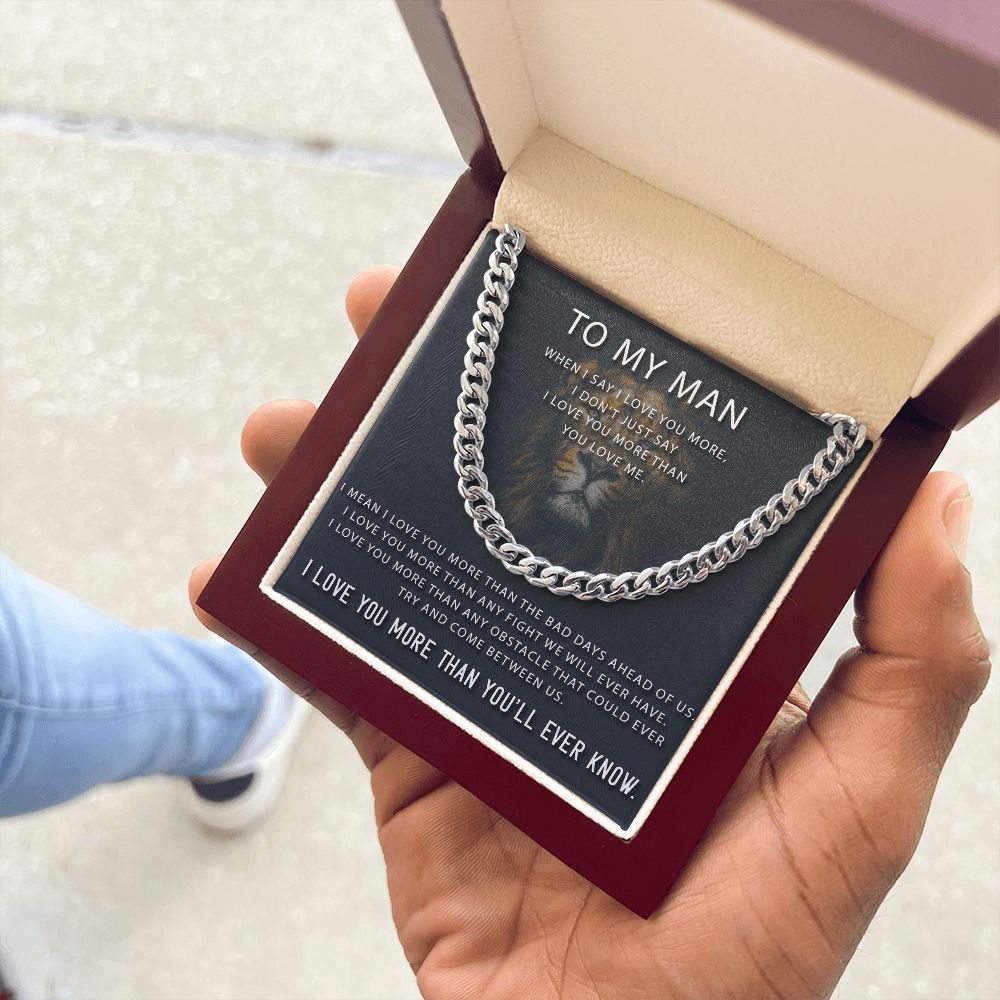 TO MY MAN
WHEN I SAY I LOVE YOU MORE,
I DON'T JUST SAY
I LOVE YOU MORE THAN
YOU LOVE ME.
I MEAN I LOVE YOU MORE THAN THE BAD DAYS AHEAD OF US.
I LOVE YOU MORE THAN ANY FIGHT WE WILL EVER HAVE.
I LOVE YOU MORE THAN ANY OBSTACLE THAT COULD EVER
TRY AND COME BETWEEN US.
I LOVE YOU MORE THAN YOU'LL EVER KNOW.